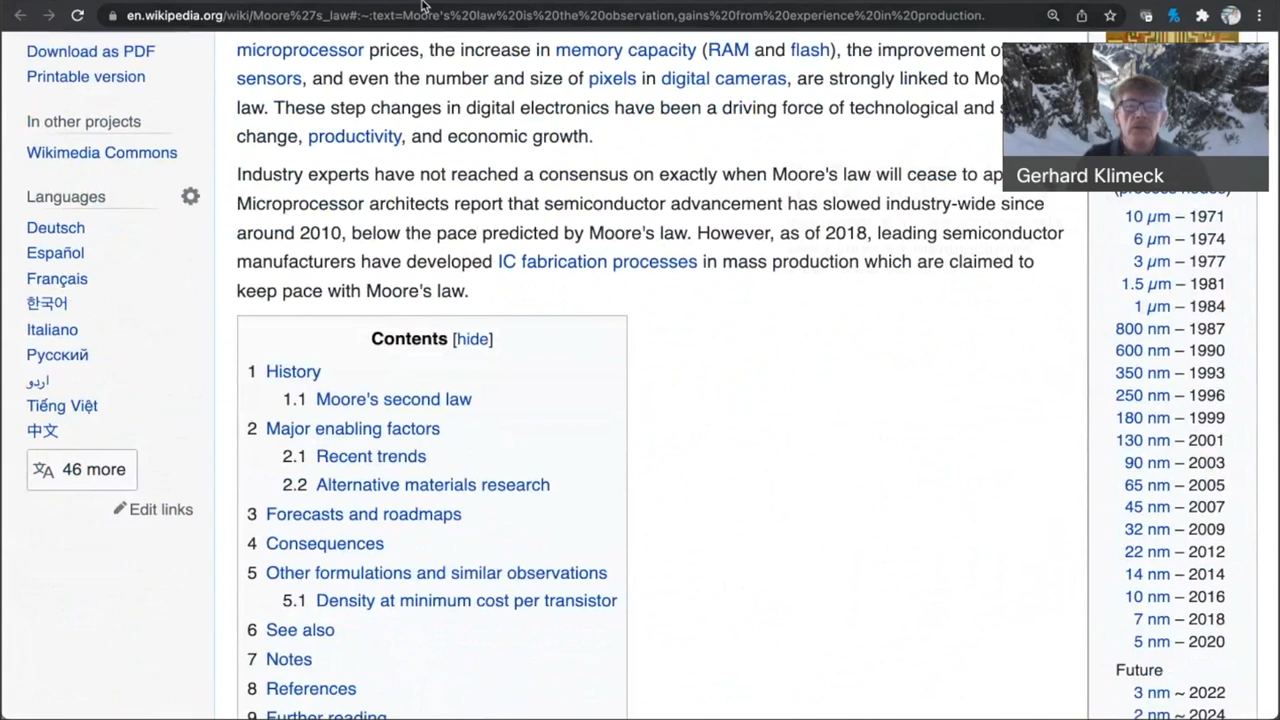 en.wikipedia.org/wiki/Moore%27s_law#:~:text=Moore's%20law%20is%20the%20observation,gains%20from%20experience%20in%20production.
Download as PDF
Printable version
In other projects
Wikimedia Commons
Languages
Deutsch
Español
Français
한국어
Italiano
Русский
اردو
Tiếng Việt
中文
46 more
Edit links
microprocessor prices, the increase in memory capacity (RAM and flash), the improvement
sensors, and even the number and size of pixels in digital cameras, are strongly linked to
law. These step changes in digital electronics have been a driving force of technological and
change, productivity, and economic growth.
Industry experts have not reached a consensus on exactly when Moore's law will cease to
Microprocessor architects report that semiconductor advancement has slowed industry-wide since
around 2010, below the pace predicted by Moore's law. However, as of 2018, leading semiconductor
manufacturers have developed IC fabrication processes in mass production which are claimed to
keep pace with Moore's law.
Contents [hide]
1 History
1.1 Moore's second law
2 Major enabling factors
2.1 Recent trends
2.2 Alternative materials research
3 Forecasts and roadmaps
4 Consequences
5 Other formulations and similar observations
5.1 Density at minimum cost per transistor
6 See also
7 Notes
8 References
9 Further reading
Gerhard Klimeck
(process nodes)
10 µm – 1971
6 µm – 1974
3 µm – 1977
1.5 µm – 1981
1 µm – 1984
800 nm – 1987
600 nm – 1990
350 nm – 1993
250 nm – 1996
180 nm – 1999
130 nm – 2001
90 nm – 2003
65 nm – 2005
45 nm – 2007
32 nm – 2009
22 nm – 2012
14 nm – 2014
10 nm – 2016
7 nm – 2018
5 nm – 2020
Future
3 nm ~ 2022
2 nm ~ 2024